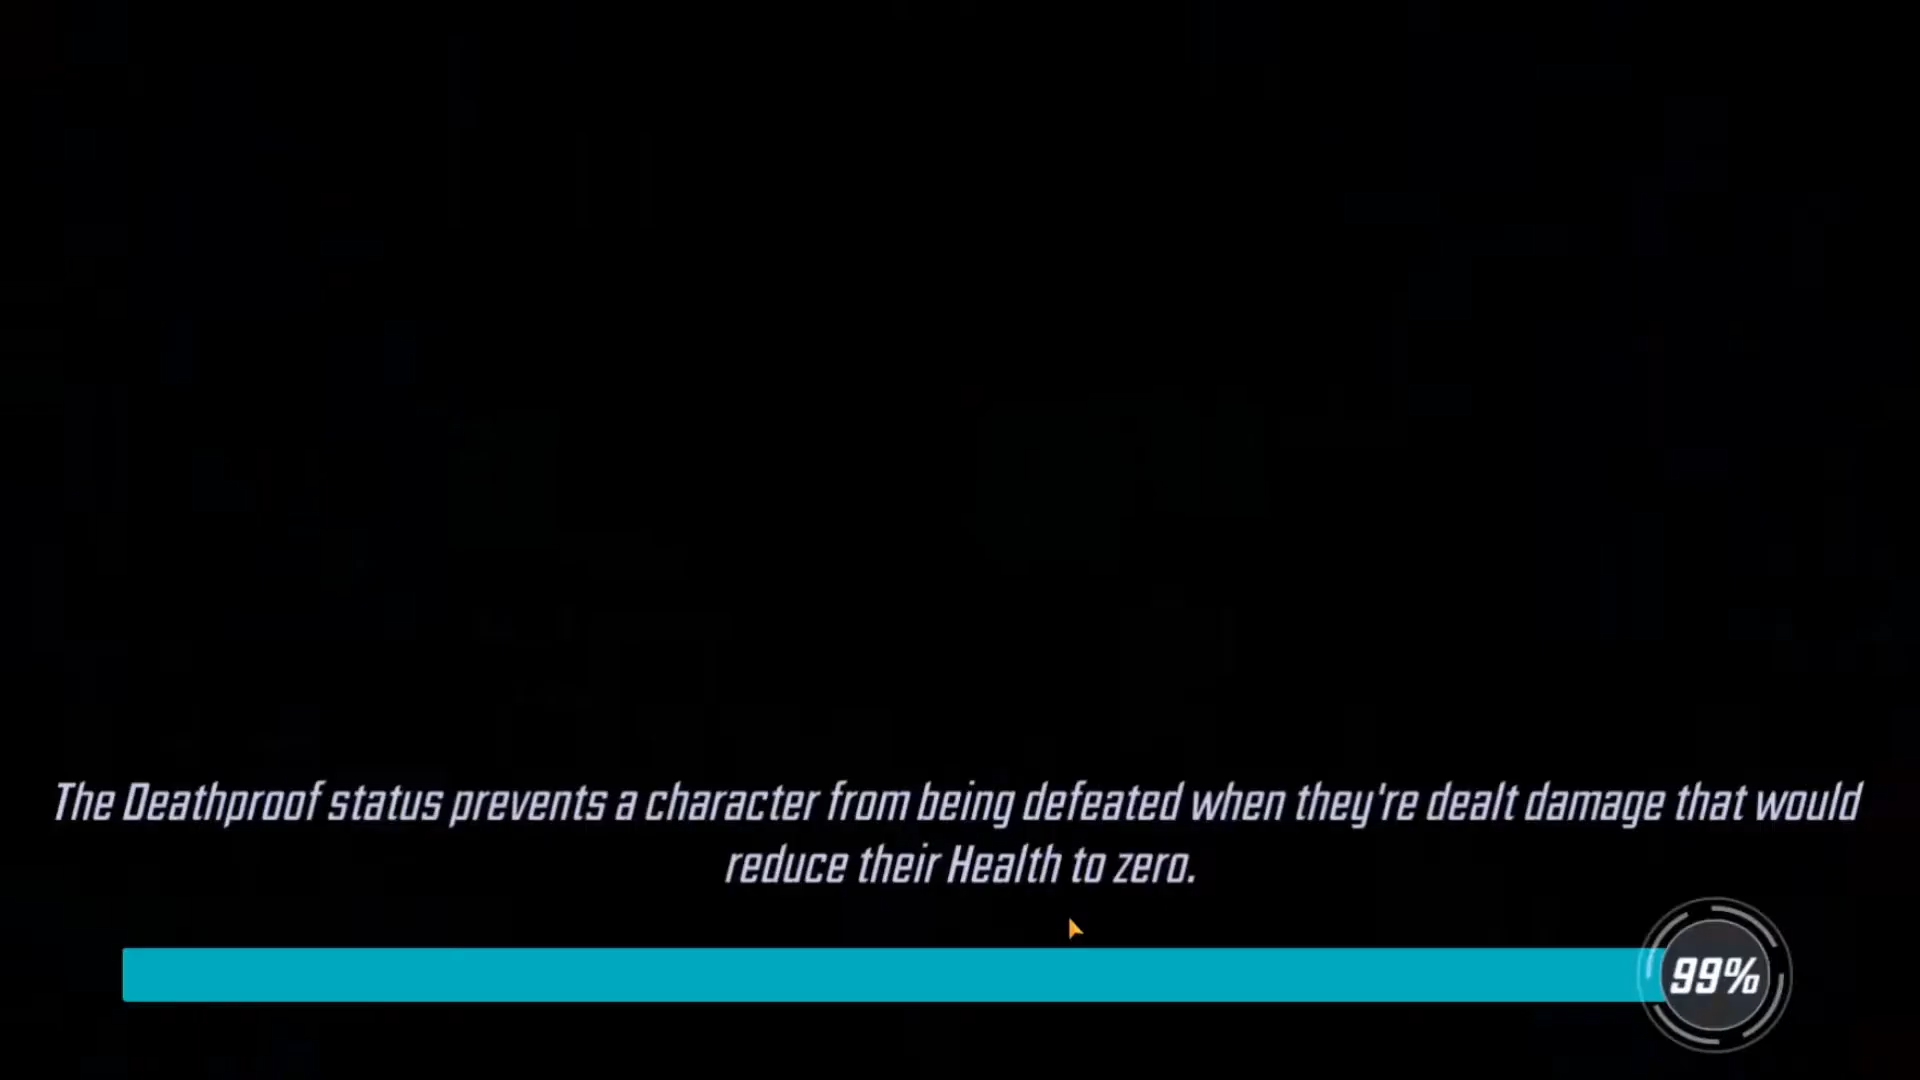 The Deathproof status prevents a character from being defeated when they're dealt damage that would
reduce their Health to zero.
99%